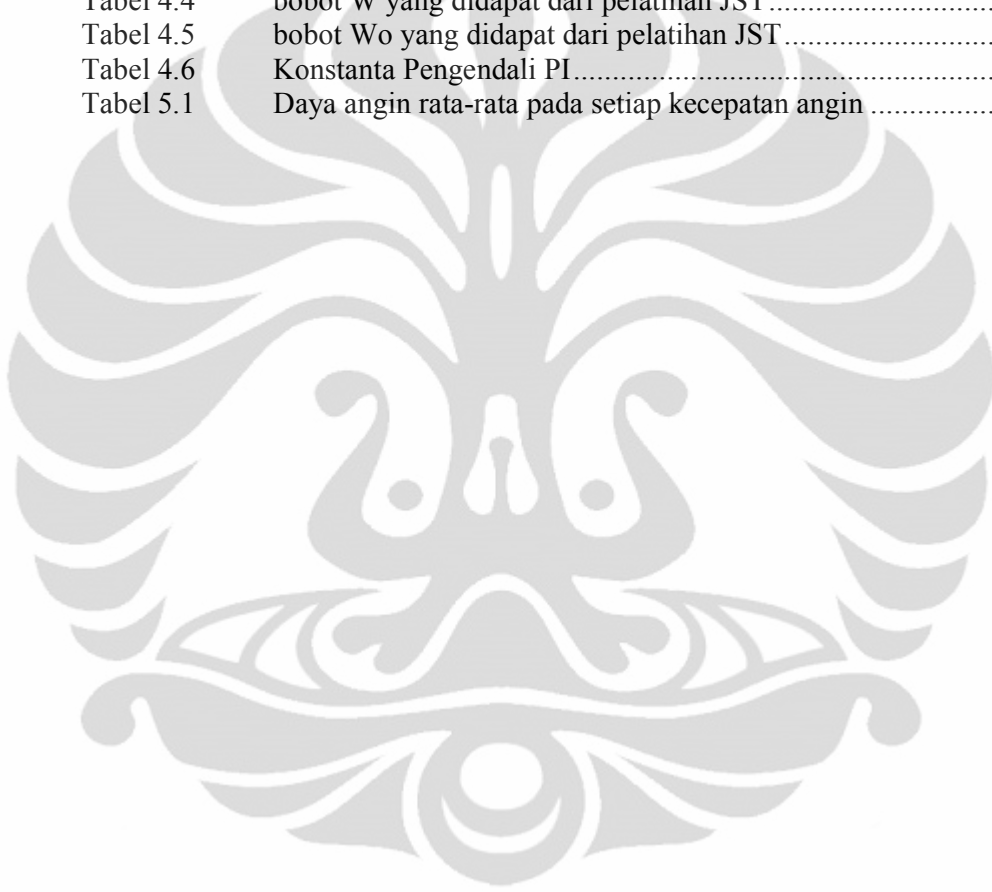 Tabel 4.4 bobot W yang didapat dari pelatihan JST................................
Tabel 4.5 bobot Wo yang didapat dari pelatihan JST..............................
Tabel 4.6 Konstanta Pengendali PI..........................................................
Tabel 5.1 Daya angin rata-rata pada setiap kecepatan angin .................